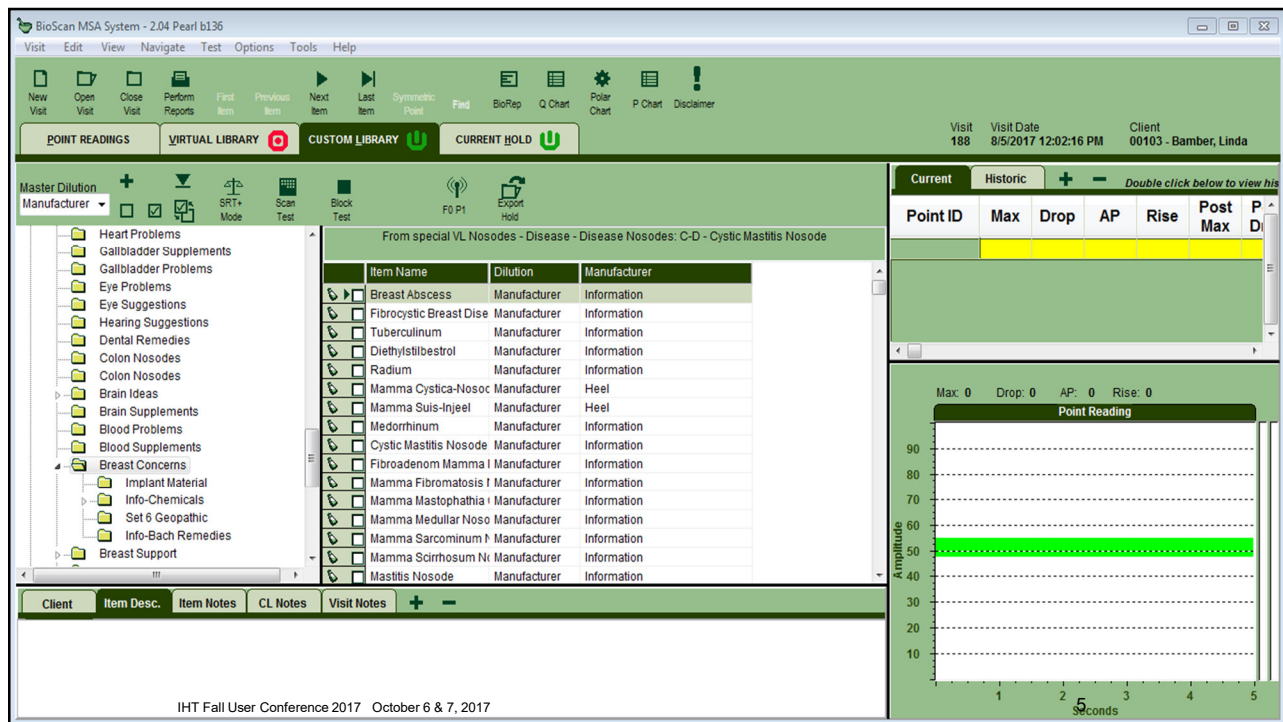 BioScan MSA System - 2.04 Pearl b136
Visit Edit View Navigate Test Options Tools Help
New Visit
Open Visit
Close Visit
Perform Reports
First Item
Previous Item
Next Item
Last Item
Symmetric Point
Find
BioRep
Q Chart
Polar Chart
P Chart
Disclaimer
POINT READINGS
VIRTUAL LIBRARY
CUSTOM LIBRARY
CURRENT HOLD
Visit
188
Visit Date
8/5/2017 12:02:16 PM
Client
00103 - Bamber, Linda
Master Dilution
Manufacturer
SRT+ Mode
Scan Test
Block Test
F0 P1
Export Hold
Heart Problems
Gallbladder Supplements
Gallbladder Problems
Eye Problems
Eye Suggestions
Hearing Suggestions
Dental Remedies
Colon Nosodes
Colon Nosodes
Brain Ideas
Brain Supplements
Blood Problems
Blood Supplements
Breast Concerns
Implant Material
Info-Chemicals
Set 6 Geopathic
Info-Bach Remedies
Breast Support
From special VL Nosodes - Disease - Disease Nosodes: C-D - Cystic Mastitis Nosode
Item Name Dilution Manufacturer
Breast Abscess Manufacturer Information
Fibrocystic Breast Dise Manufacturer Information
Tuberculinum Manufacturer Information
Diethylstilbestrol Manufacturer Information
Radium Manufacturer Information
Mamma Cystica-Nosoc Manufacturer Heel
Mamma Suis-Injeel Manufacturer Heel
Medorrhinum Manufacturer Information
Cystic Mastitis Nosode Manufacturer Information
Fibroadenom Mamma Manufacturer Information
Mamma Fibromatosis Manufacturer Information
Mamma Mastophathia Manufacturer Information
Mamma Medullar Noso Manufacturer Information
Mamma Sarcominum Manufacturer Information
Mamma Scirrhosum Manufacturer Information
Mastitis Nosode Manufacturer Information
Current Historic Double click below to view his
Point ID Max Drop AP Rise Post Max P
Max: 0 Drop: 0 AP: 0 Rise: 0
Point Reading
Amplitude
90
80
70
60
50
40
30
20
10
1 2 3 4 5
Seconds
Client Item Desc. Item Notes CL Notes Visit Notes
IHT Fall User Conference 2017 October 6 & 7, 2017
5